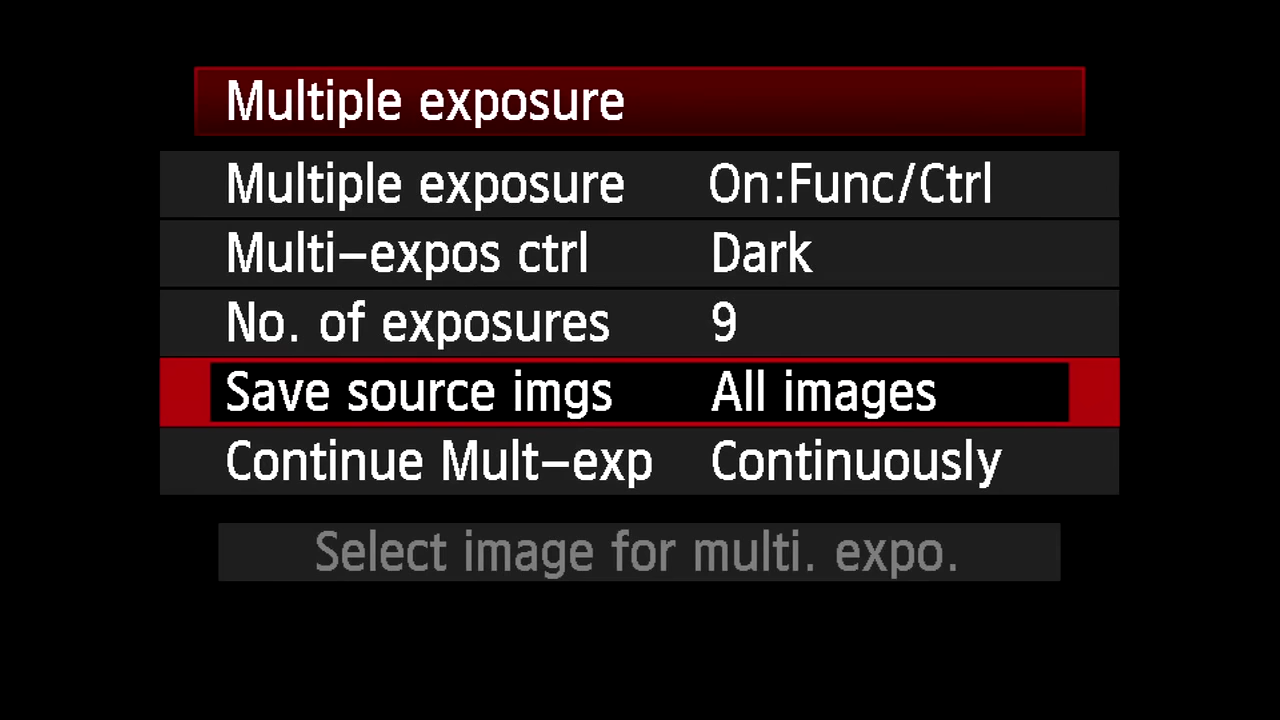 Multiple exposure
Multiple exposure On:Func/Ctrl
Multi-expos ctrl Dark
No. of exposures 9
Save source imgs All images
Continue Mult-exp Continuously
Select image for multi. expo.